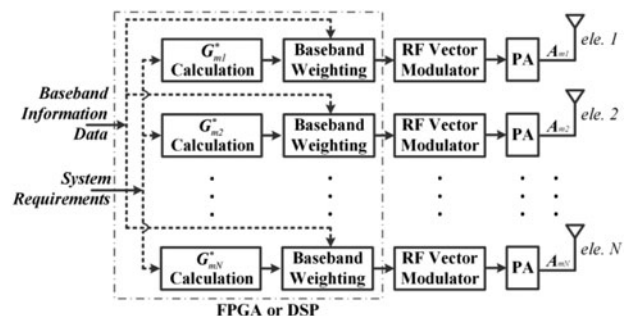 G*m1 Calculation
Baseband Weighting
RF Vector Modulator
PA
Am1
ele. 1
Baseband Information Data
G*m2 Calculation
Baseband Weighting
RF Vector Modulator
PA
Am2
ele. 2
System Requirements
G*mN Calculation
Baseband Weighting
RF Vector Modulator
PA
AmN
ele. N
FPGA or DSP